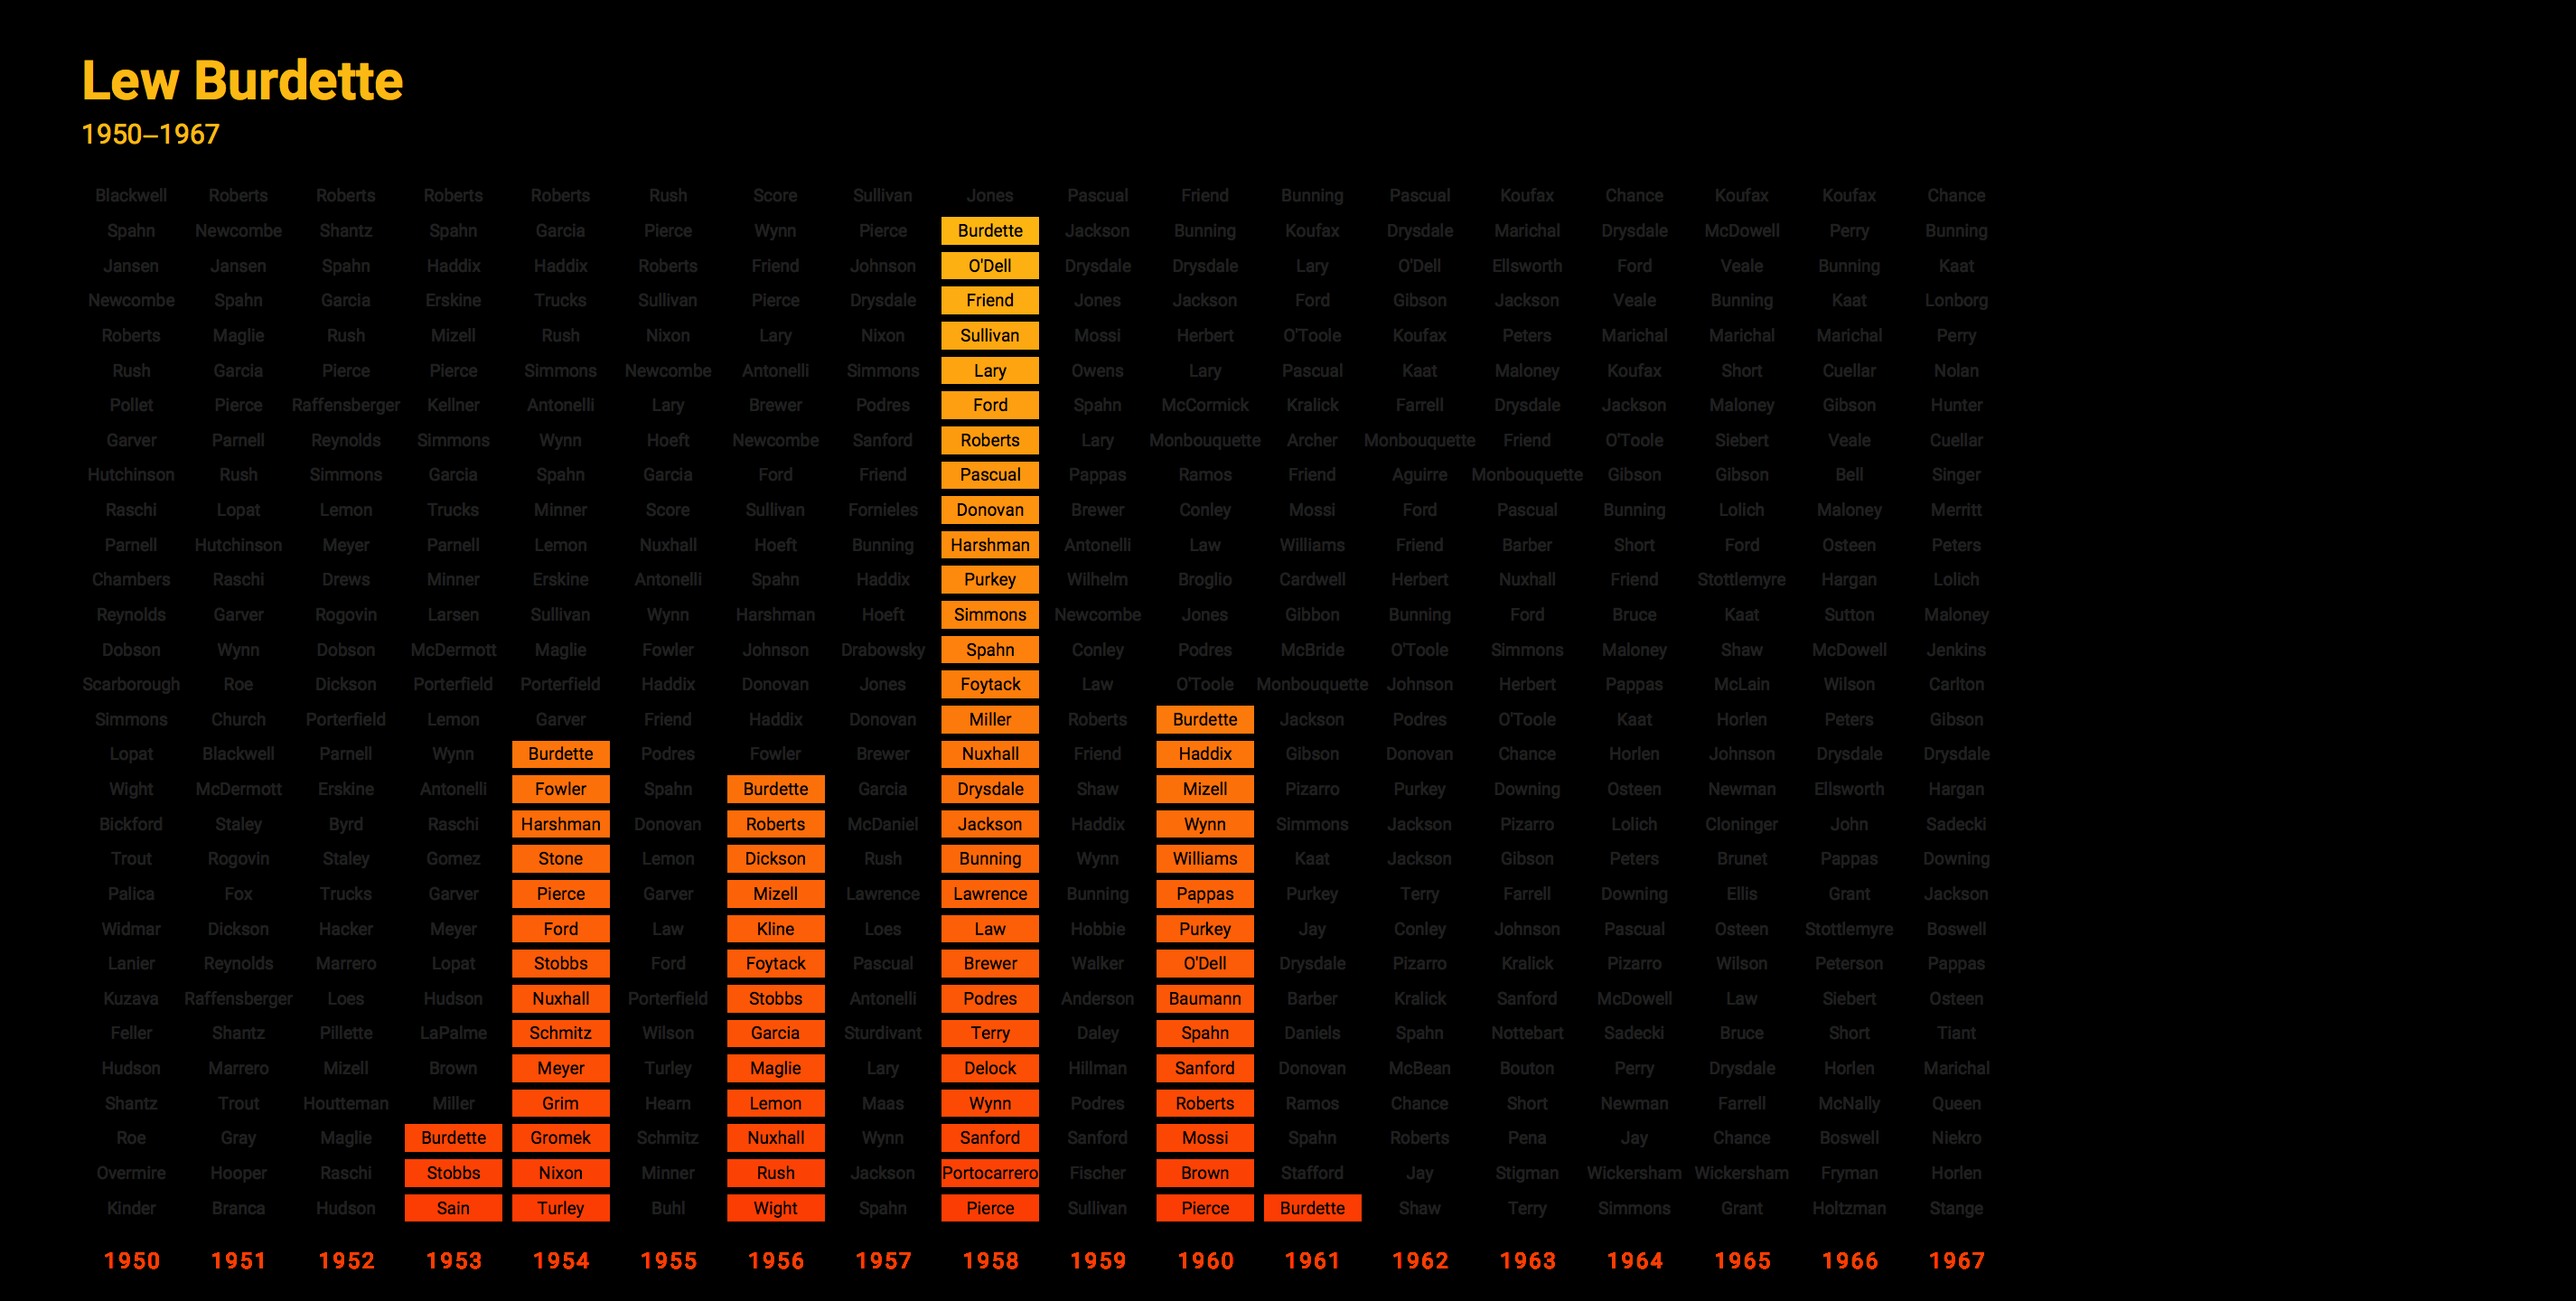 Lew Burdette
1950–1967
Blackwell Roberts Roberts Roberts Roberts Rush Score Sullivan Jones Pascual Friend Bunning Pascual Koufax Chance Koufax Koufax Chance
Spahn Newcombe Shantz Spahn Garcia Pierce Wynn Pierce Burdette Jackson Bunning Koufax Drysdale Marichal Drysdale McDowell Perry Bunning
Jansen Jansen Spahn Haddix Haddix Roberts Friend Johnson O'Dell Drysdale Drysdale Lary O'Dell Ellsworth Ford Veale Bunning Kaat
Newcombe Spahn Garcia Erskine Trucks Sullivan Pierce Drysdale Friend Jones Jackson Ford Gibson Jackson Veale Bunning Kaat Lonborg
Roberts Maglie Rush Mizell Rush Nixon Lary Nixon Sullivan Mossi Herbert O'Toole Koufax Peters Marichal Marichal Marichal Perry
Rush Garcia Pierce Pierce Simmons Newcombe Antonelli Simmons Lary Owens Lary Pascual Kaat Maloney Koufax Short Cuellar Nolan
Pollet Pierce Raffensberger Kellner Antonelli Lary Brewer Podres Ford Spahn McCormick Kralick Farrell Drysdale Jackson Maloney Gibson Hunter
Garver Parnell Reynolds Simmons Wynn Hoeft Newcombe Sanford Roberts Lary Monbouquette Archer Monbouquette Friend O'Toole Siebert Veale Cuellar
Hutchinson Rush Simmons Garcia Spahn Garcia Ford Friend Pascual Pappas Ramos Friend Aguirre Monbouquette Gibson Gibson Bell Singer
Raschi Lopat Lemon Trucks Minner Score Sullivan Fornieles Donovan Brewer Conley Mossi Ford Pascual Bunning Lolich Maloney Merritt
Parnell Hutchinson Meyer Parnell Lemon Nuxhall Hoeft Bunning Harshman Antonelli Law Williams Friend Barber Short Ford Osteen Peters
Chambers Raschi Drews Minner Erskine Antonelli Spahn Haddix Purkey Wilhelm Broglio Cardwell Herbert Nuxhall Friend Stottlemyre Hargan Lolich
Reynolds Garver Rogovin Larsen Sullivan Wynn Harshman Hoeft Simmons Newcombe Jones Gibbon Bunning Ford Bruce Kaat Sutton Maloney
Dobson Wynn Dobson McDermott Maglie Fowler Johnson Drabowsky Spahn Conley Podres McBride O'Toole Simmons Maloney Shaw McDowell Jenkins
Scarborough Roe Dickson Porterfield Porterfield Haddix Donovan Jones Foytack Law O'Toole Monbouquette Johnson Herbert Pappas McLain Wilson Carlton
Simmons Church Porterfield Lemon Garver Friend Haddix Donovan Miller Roberts Burdette Jackson Podres O'Toole Kaat Horlen Peters Gibson
Lopat Blackwell Parnell Wynn Burdette Podres Fowler Brewer Nuxhall Friend Haddix Gibson Donovan Chance Horlen Johnson Drysdale Drysdale
Wight McDermott Erskine Antonelli Fowler Spahn Burdette Garcia Drysdale Shaw Mizell Pizarro Purkey Downing Osteen Newman Ellsworth Hargan
Bickford Staley Byrd Raschi Harshman Donovan Roberts McDaniel Jackson Haddix Wynn Simmons Jackson Pizarro Lolich Cloninger John Sadecki
Trout Rogovin Staley Gomez Stone Lemon Dickson Rush Bunning Wynn Williams Kaat Jackson Gibson Peters Brunet Pappas Downing
Palica Fox Trucks Garver Pierce Garver Mizell Lawrence Lawrence Bunning Pappas Purkey Terry Farrell Downing Ellis Grant Jackson
Widmar Dickson Hacker Meyer Ford Law Kline Loes Law Hobbie Purkey Jay Conley Johnson Pascual Osteen Stottlemyre Boswell
Lanier Reynolds Marrero Lopat Stobbs Ford Foytack Pascual Brewer Walker O'Dell Drysdale Pizarro Kralick Pizarro Wilson Peterson Pappas
Kuzava Raffensberger Loes Hudson Nuxhall Porterfield Stobbs Antonelli Podres Anderson Baumann Barber Kralick Sanford McDowell Law Siebert Osteen
Feller Shantz Pillette LaPalme Schmitz Wilson Garcia Sturdivant Terry Daley Spahn Daniels Spahn Nottebart Sadecki Bruce Short Tiant
Hudson Marrero Mizell Brown Meyer Turley Maglie Lary Delock Hillman Sanford Donovan McBean Bouton Perry Drysdale Horlen Marichal
Shantz Trout Houtteman Miller Grim Hearn Lemon Maas Wynn Podres Roberts Ramos Chance Short Newman Farrell McNally Queen
Roe Gray Maglie Burdette Gromek Schmitz Nuxhall Wynn Sanford Sanford Mossi Spahn Roberts Pena Jay Chance Boswell Niekro
Overmire Hooper Raschi Stobbs Nixon Minner Rush Jackson Portocarrero Fischer Brown Stafford Jay Stigman Wickersham Wickersham Fryman Horlen
Kinder Branca Hudson Sain Turley Buhl Wight Spahn Pierce Sullivan Pierce Burdette Shaw Terry Simmons Grant Holtzman Stange
1950 1951 1952 1953 1954 1955 1956 1957 1958 1959 1960 1961 1962 1963 1964 1965 1966 1967